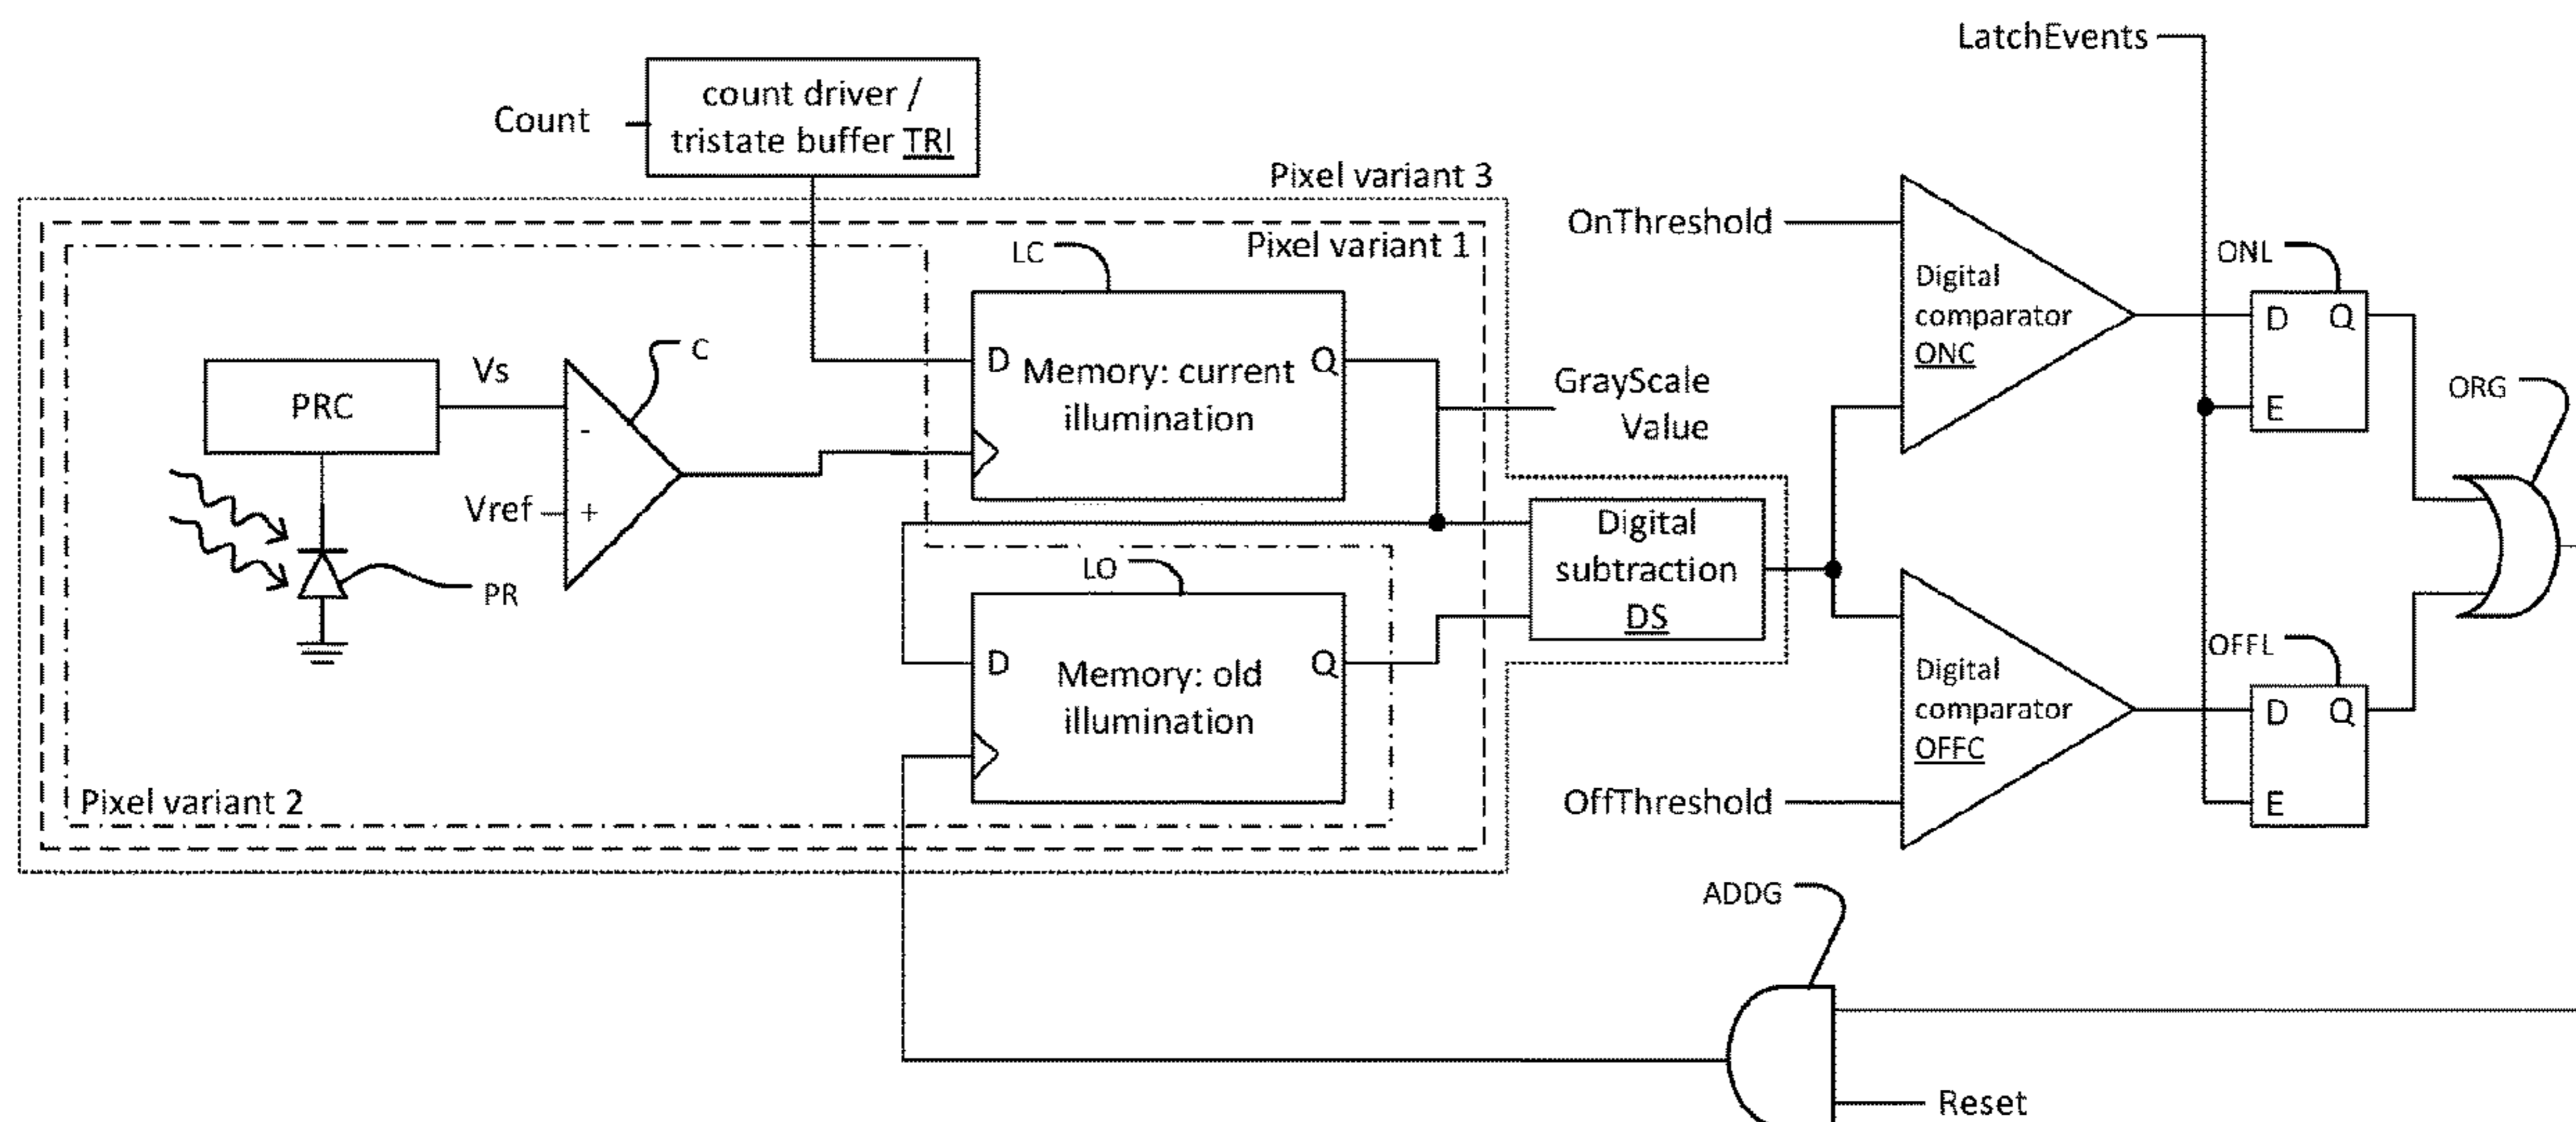 LatchEvents
Count
count driver /
tristate buffer TRI
Pixel variant 3
OnThreshold
Pixel variant 1
LC
ONL
Digital
comparator
ONC
D
Q
E
C
Vs
PRC
D
Memory: current
illumination
Q
GrayScale
Value
ORG
-
Vref
+
PR
Digital
subtraction
DS
LO
D
Memory: old
illumination
Q
OFFL
Digital
comparator
OFFC
D
Q
E
Pixel variant 2
OffThreshold
ADDG
Reset